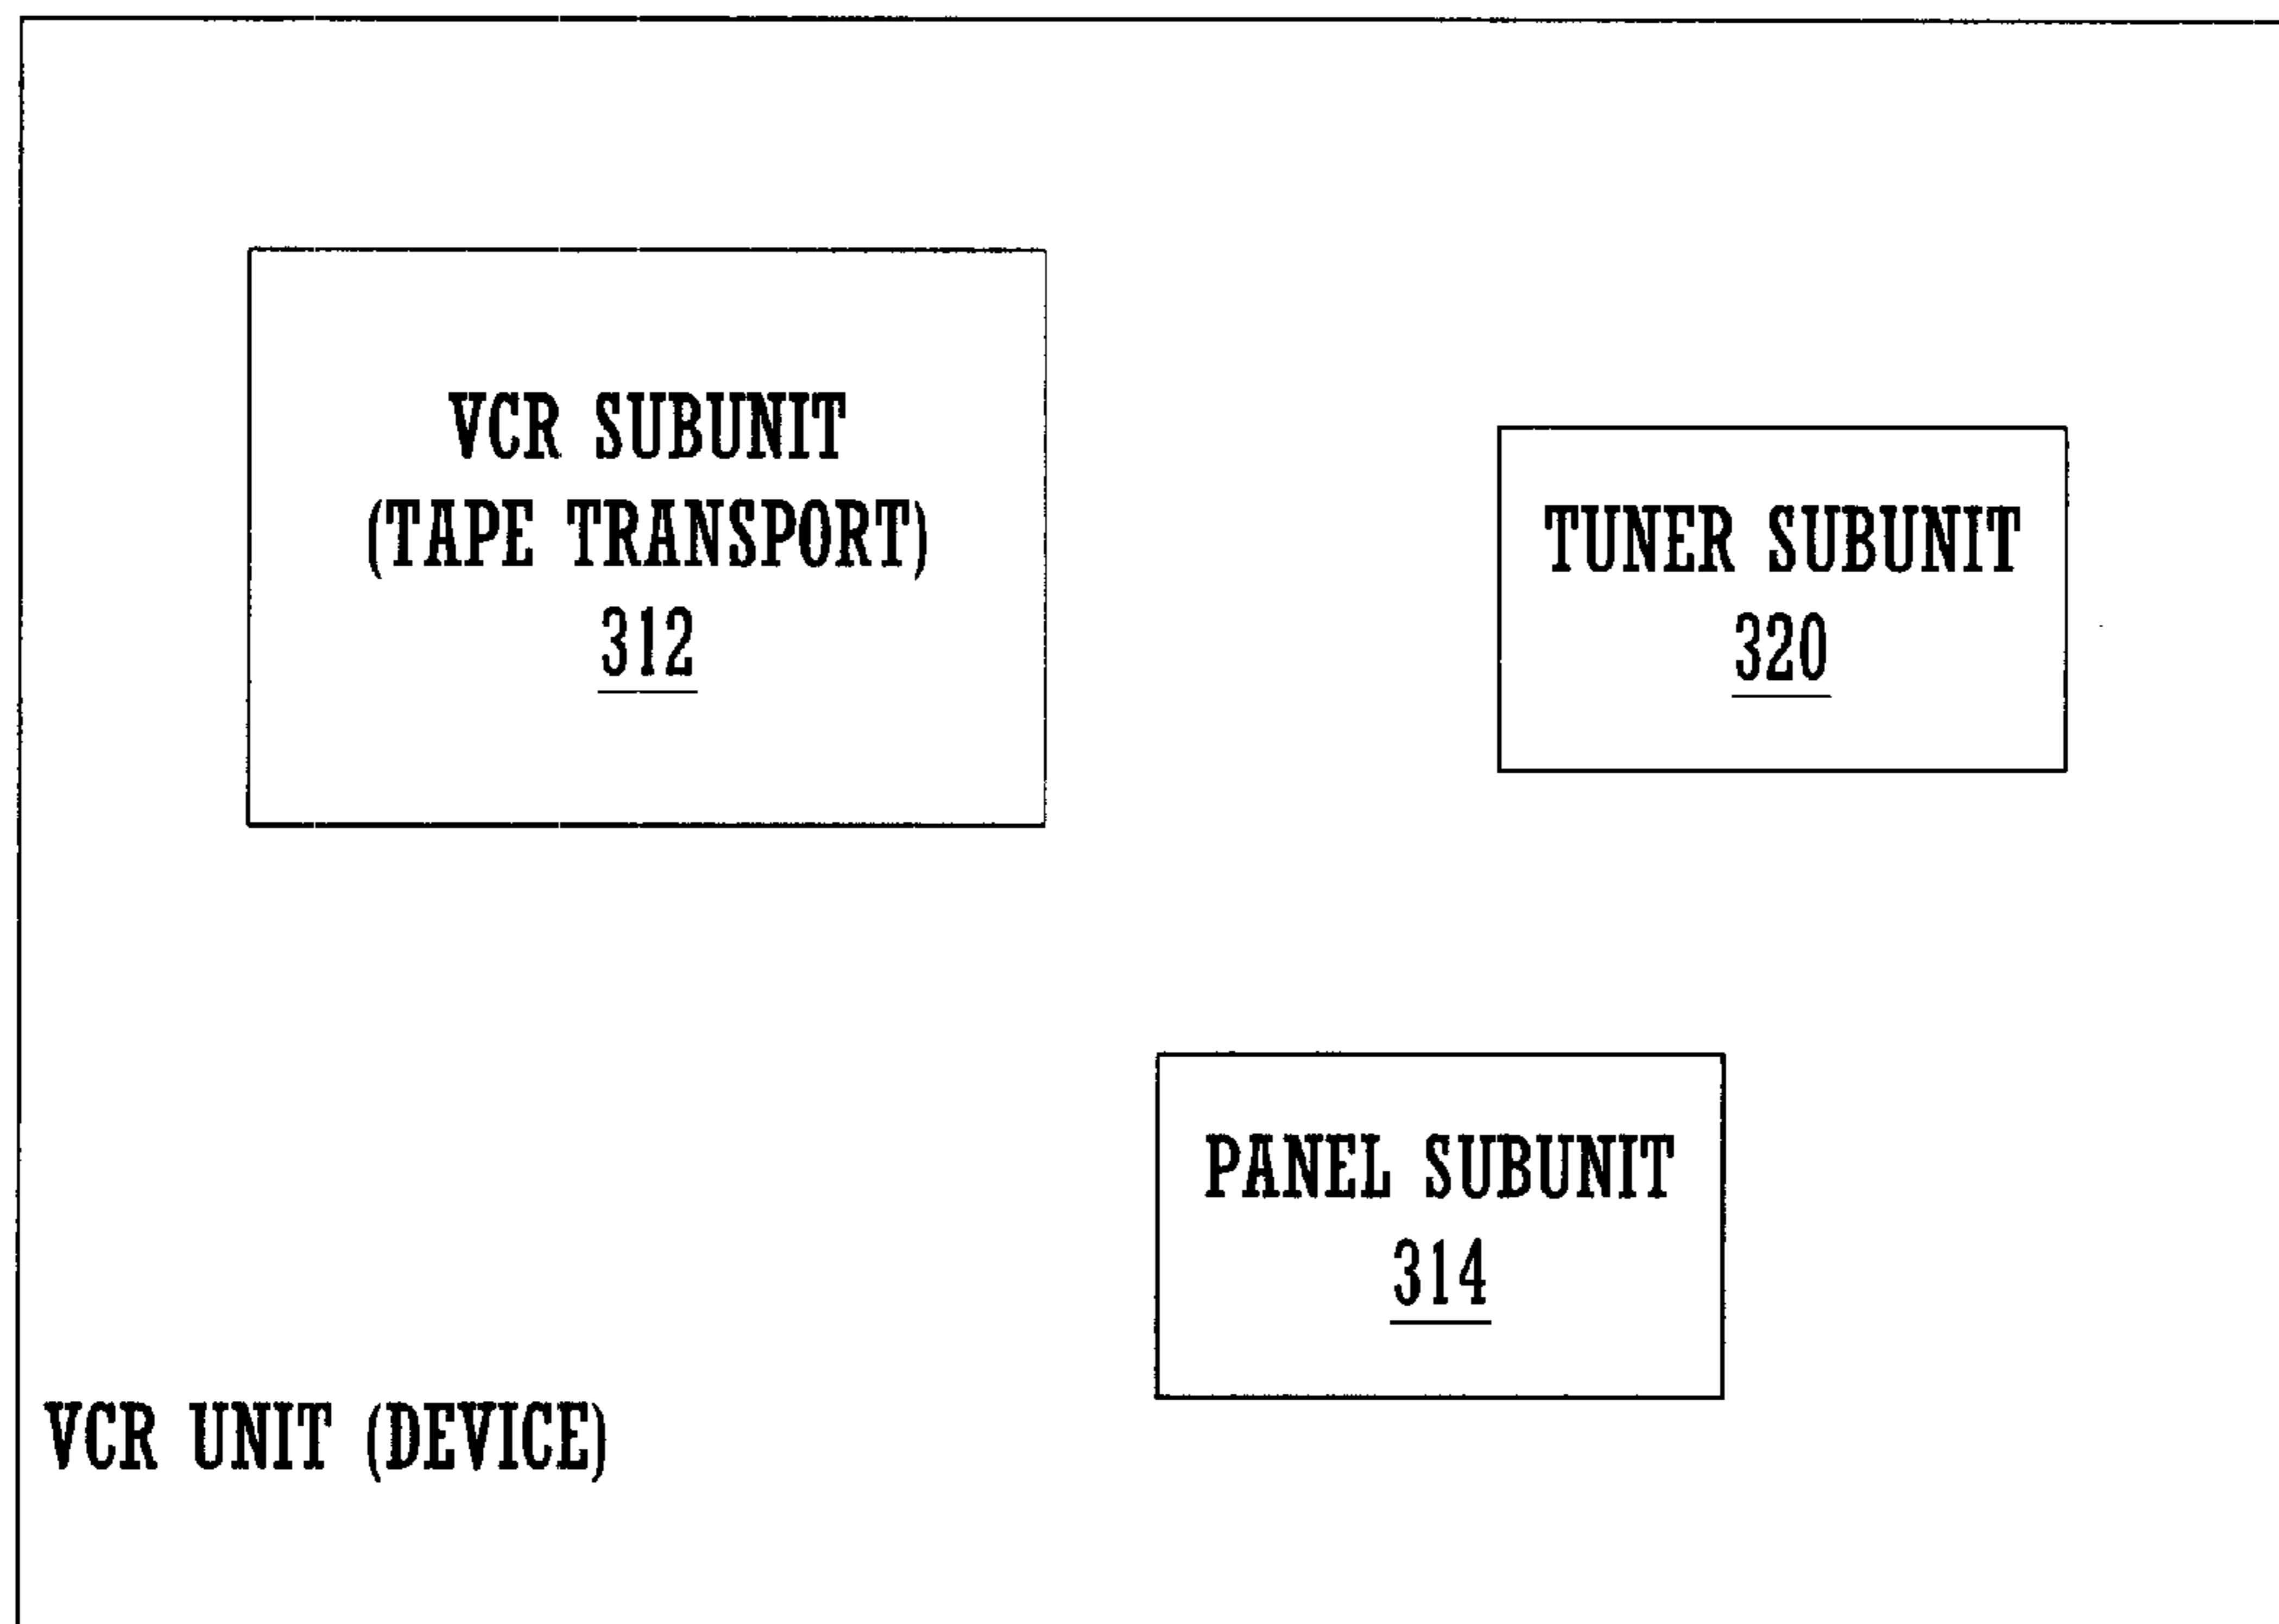 VCR SUBUNIT
(TAPE TRANSPORT)
312
TUNER SUBUNIT
320
PANEL SUBUNIT
314
VCR UNIT (DEVICE)